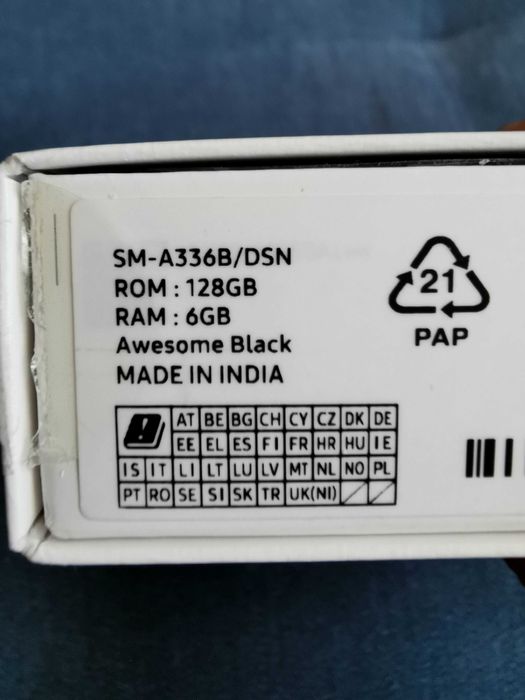 SM-A336B/DSN
ROM : 128GB
RAM : 6GB
Awesome Black
MADE IN INDIA
21
PAP
AT BE BG CH CY CZ DK DE
EE EL ES FI FR HR HU IE
IS IT LI LT LU LV MT NL NO PL
PT RO SE SI SK TR UK(NI)